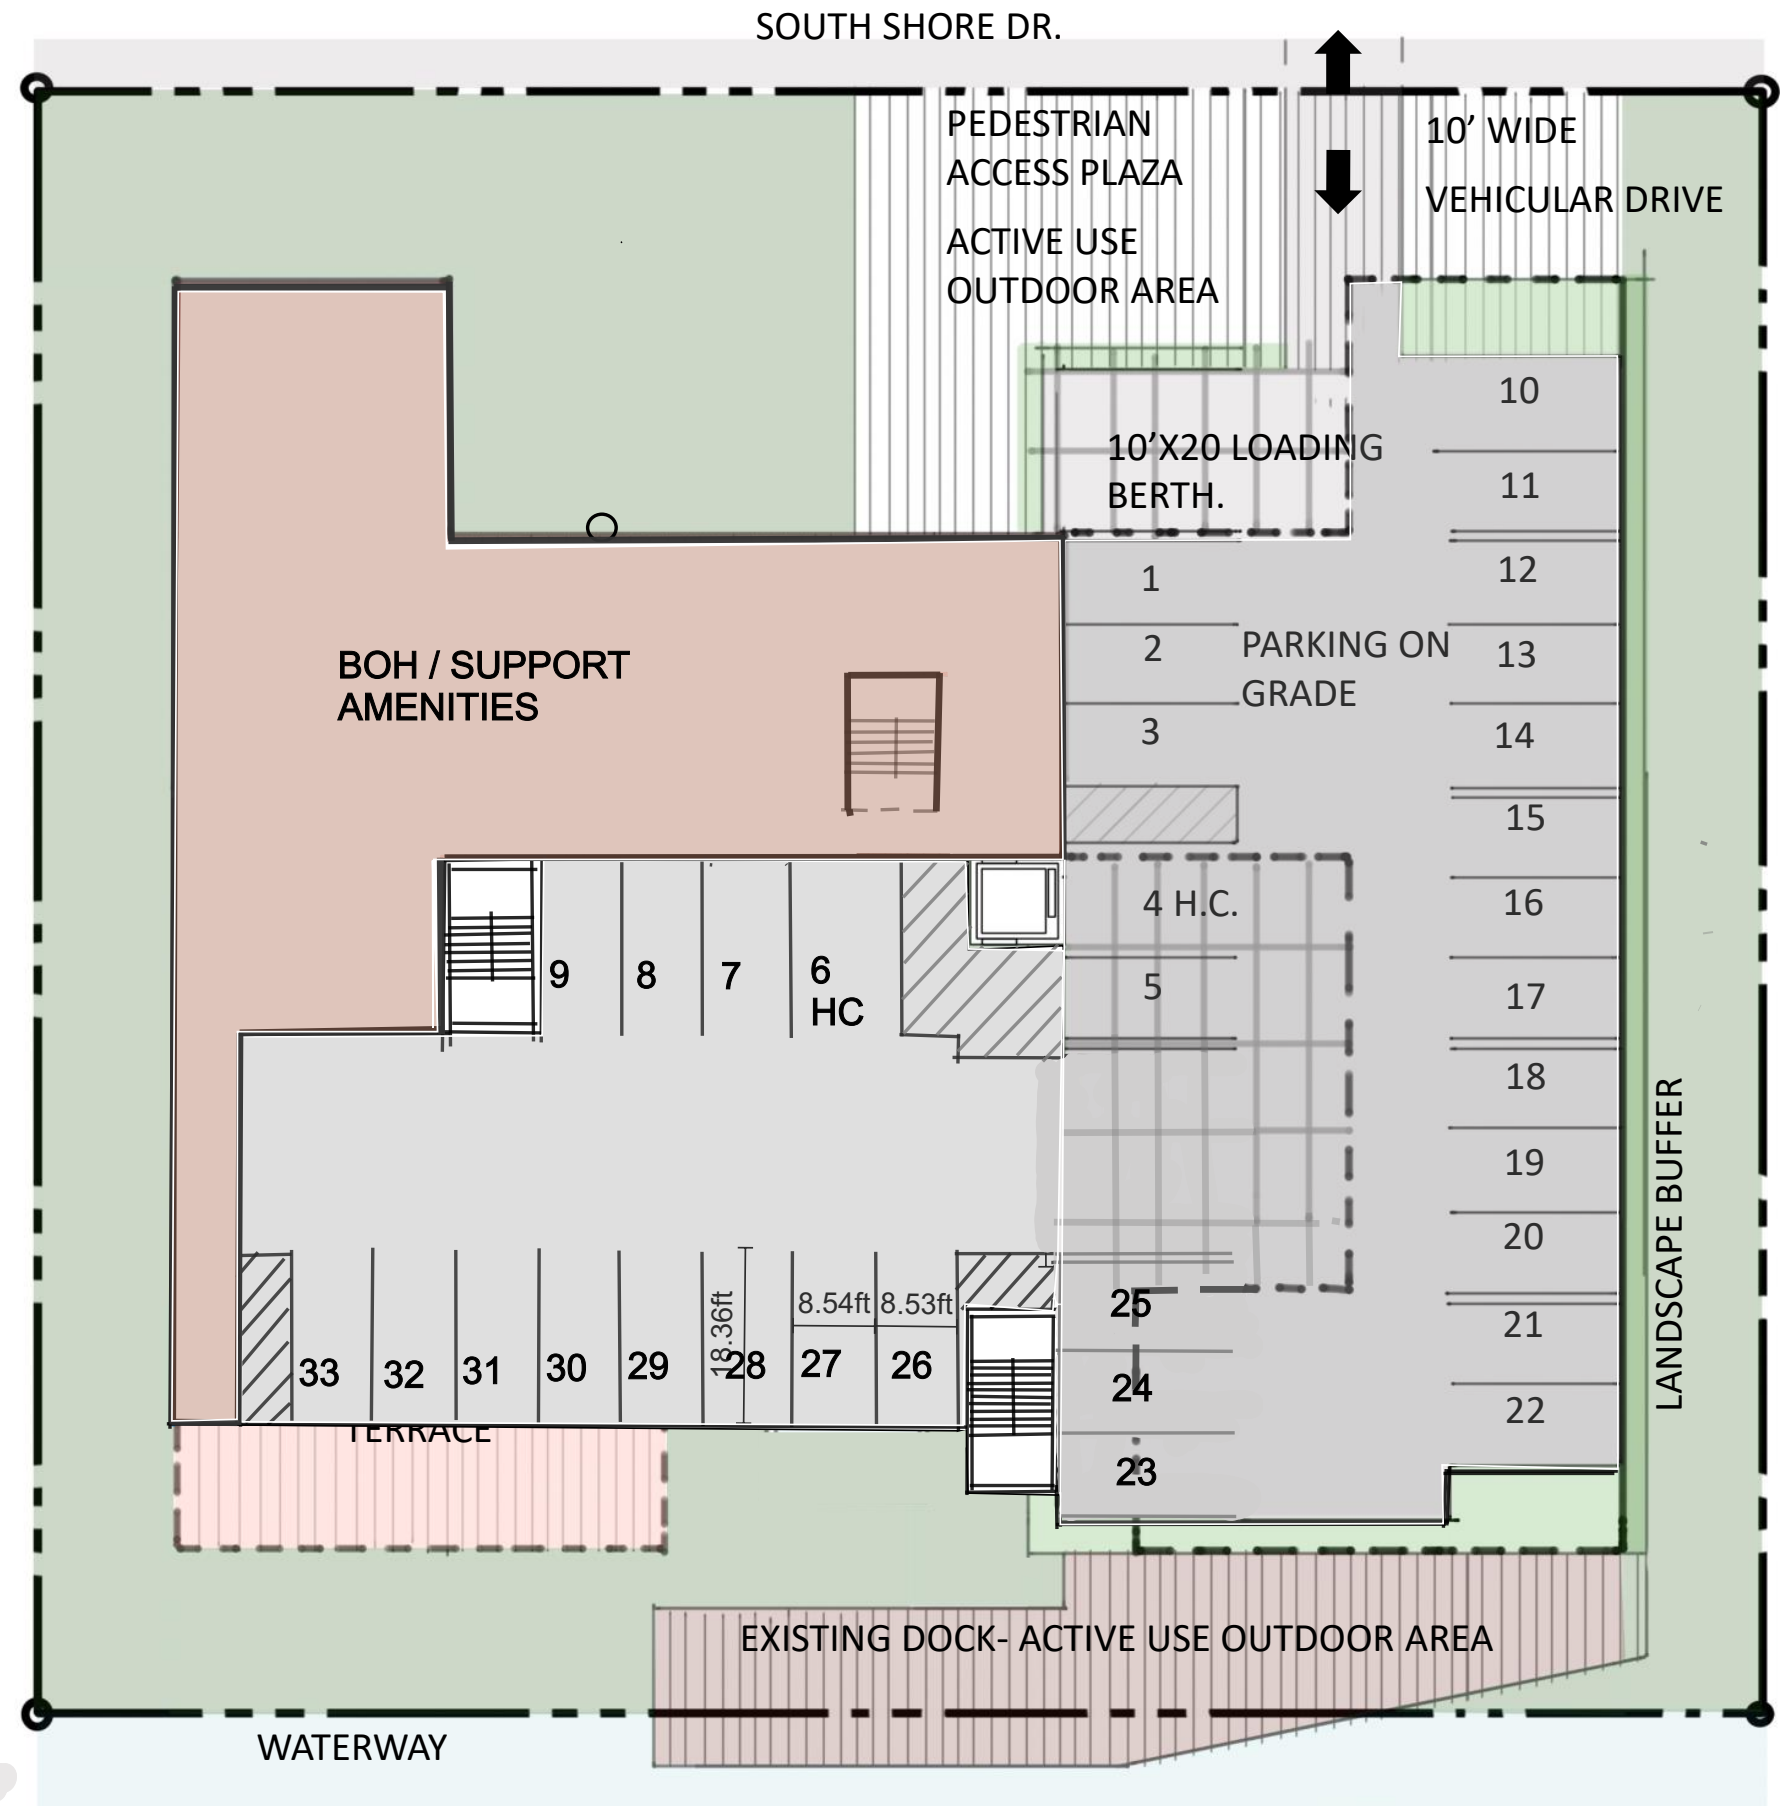 SOUTH SHORE DR.
PEDESTRIAN
ACCESS PLAZA
ACTIVE USE
OUTDOOR AREA
10’ WIDE
VEHICULAR DRIVE
10’X20 LOADING
BERTH.
10
11
12
13
14
15
16
17
18
19
20
21
22
1
2
3
4 H.C.
5
PARKING ON
GRADE
BOH / SUPPORT
AMENITIES
9
8
7
6
HC
33
32
31
30
29
28
27
26
18.36ft
8.54ft
8.53ft
25
24
23
LANDSCAPE BUFFER
TERRACE
EXISTING DOCK- ACTIVE USE OUTDOOR AREA
WATERWAY